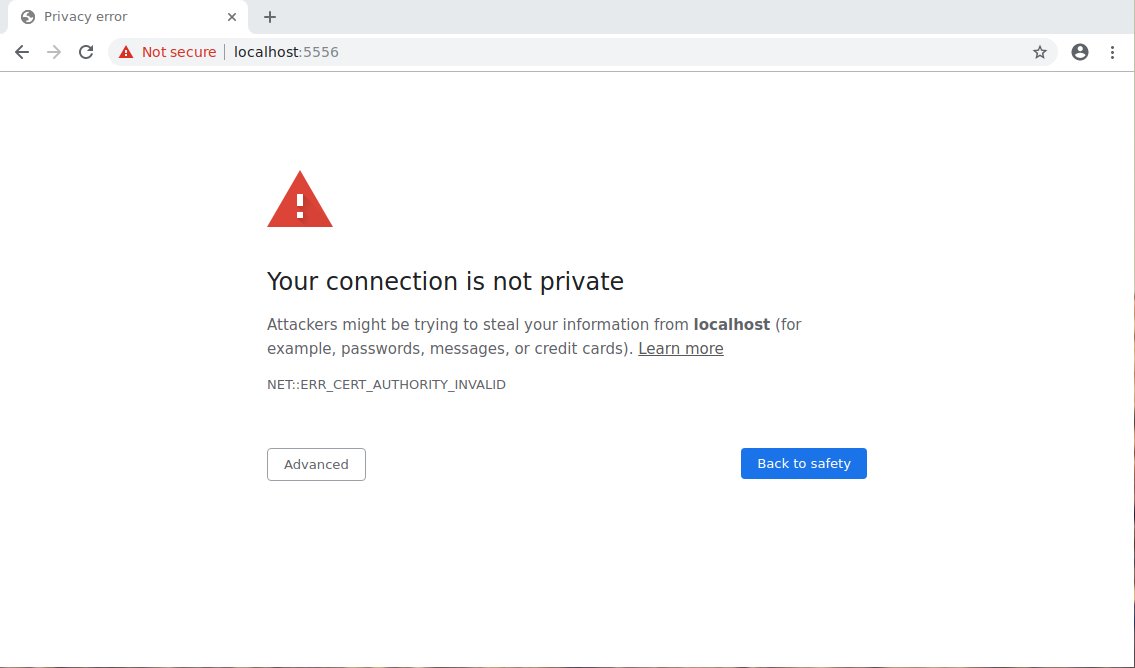 Privacy error
Not secure localhost:5556
Your connection is not private
Attackers might be trying to steal your information from localhost (for
example, passwords, messages, or credit cards). Learn more
NET::ERR_CERT_AUTHORITY_INVALID
Advanced Back to safety